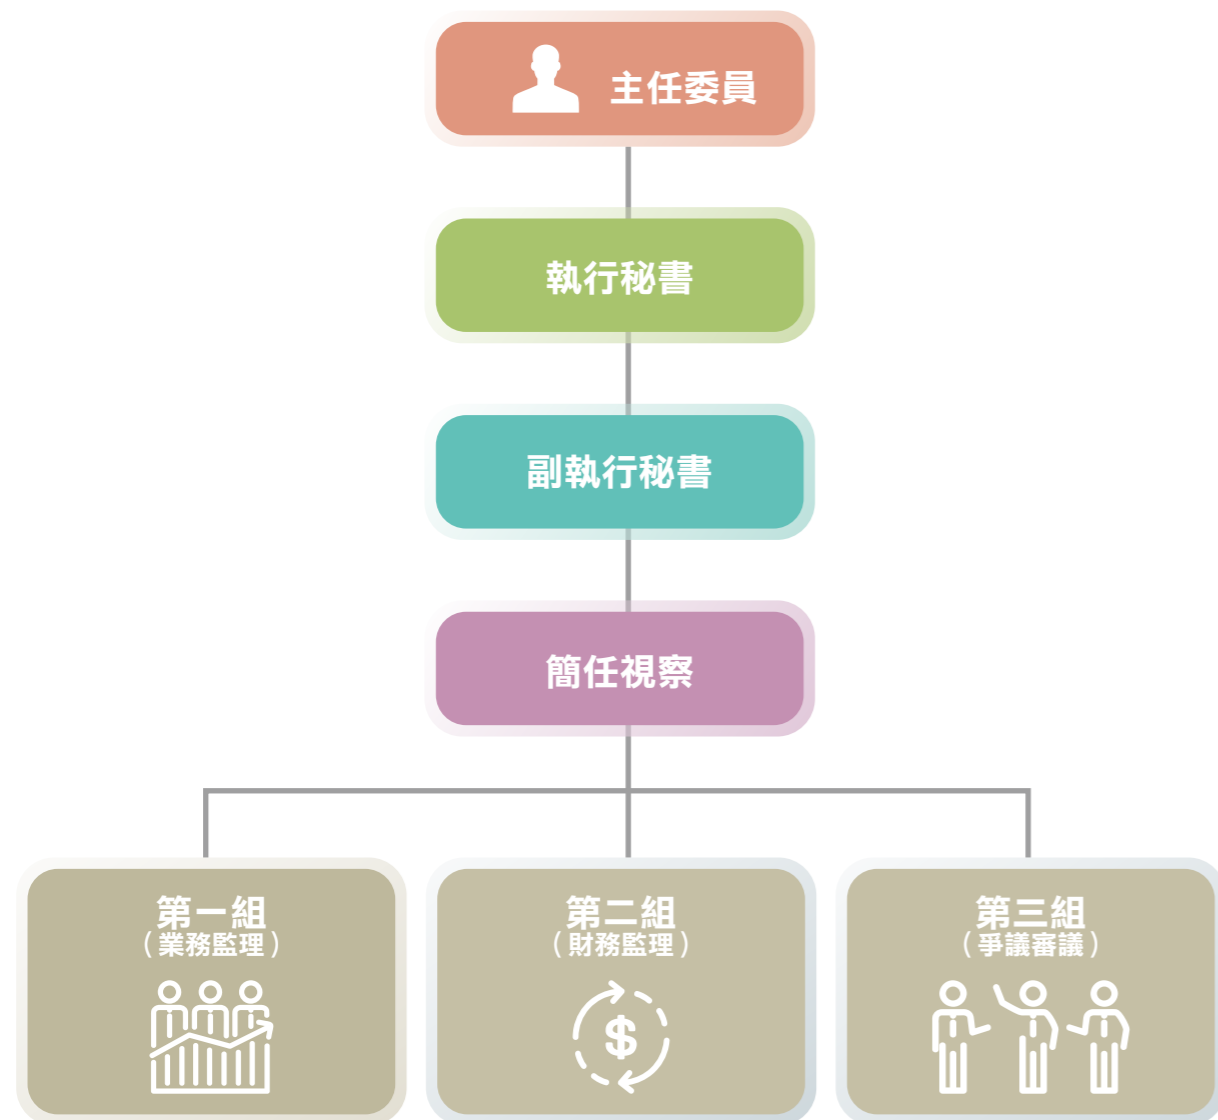 主任委員
執行秘書
副執行秘書
簡任視察
第一組
（業務監理）
第二組
（財務監理）
$
第三組
（爭議審議）